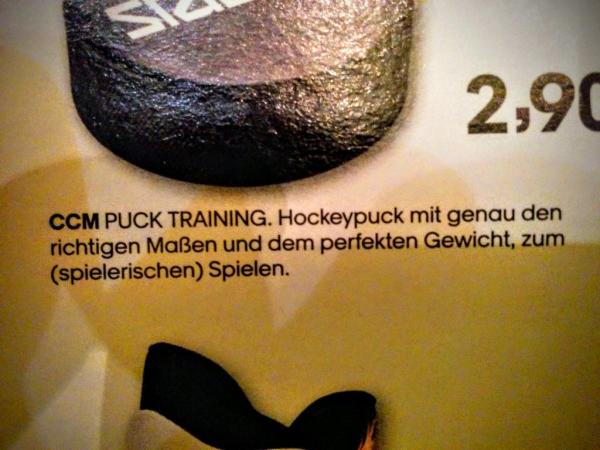 2,90
CCM PUCK TRAINING. Hockeypuck mit genau den
richtigen Maßen und dem perfekten Gewicht, zum
(spielerischen) Spielen.